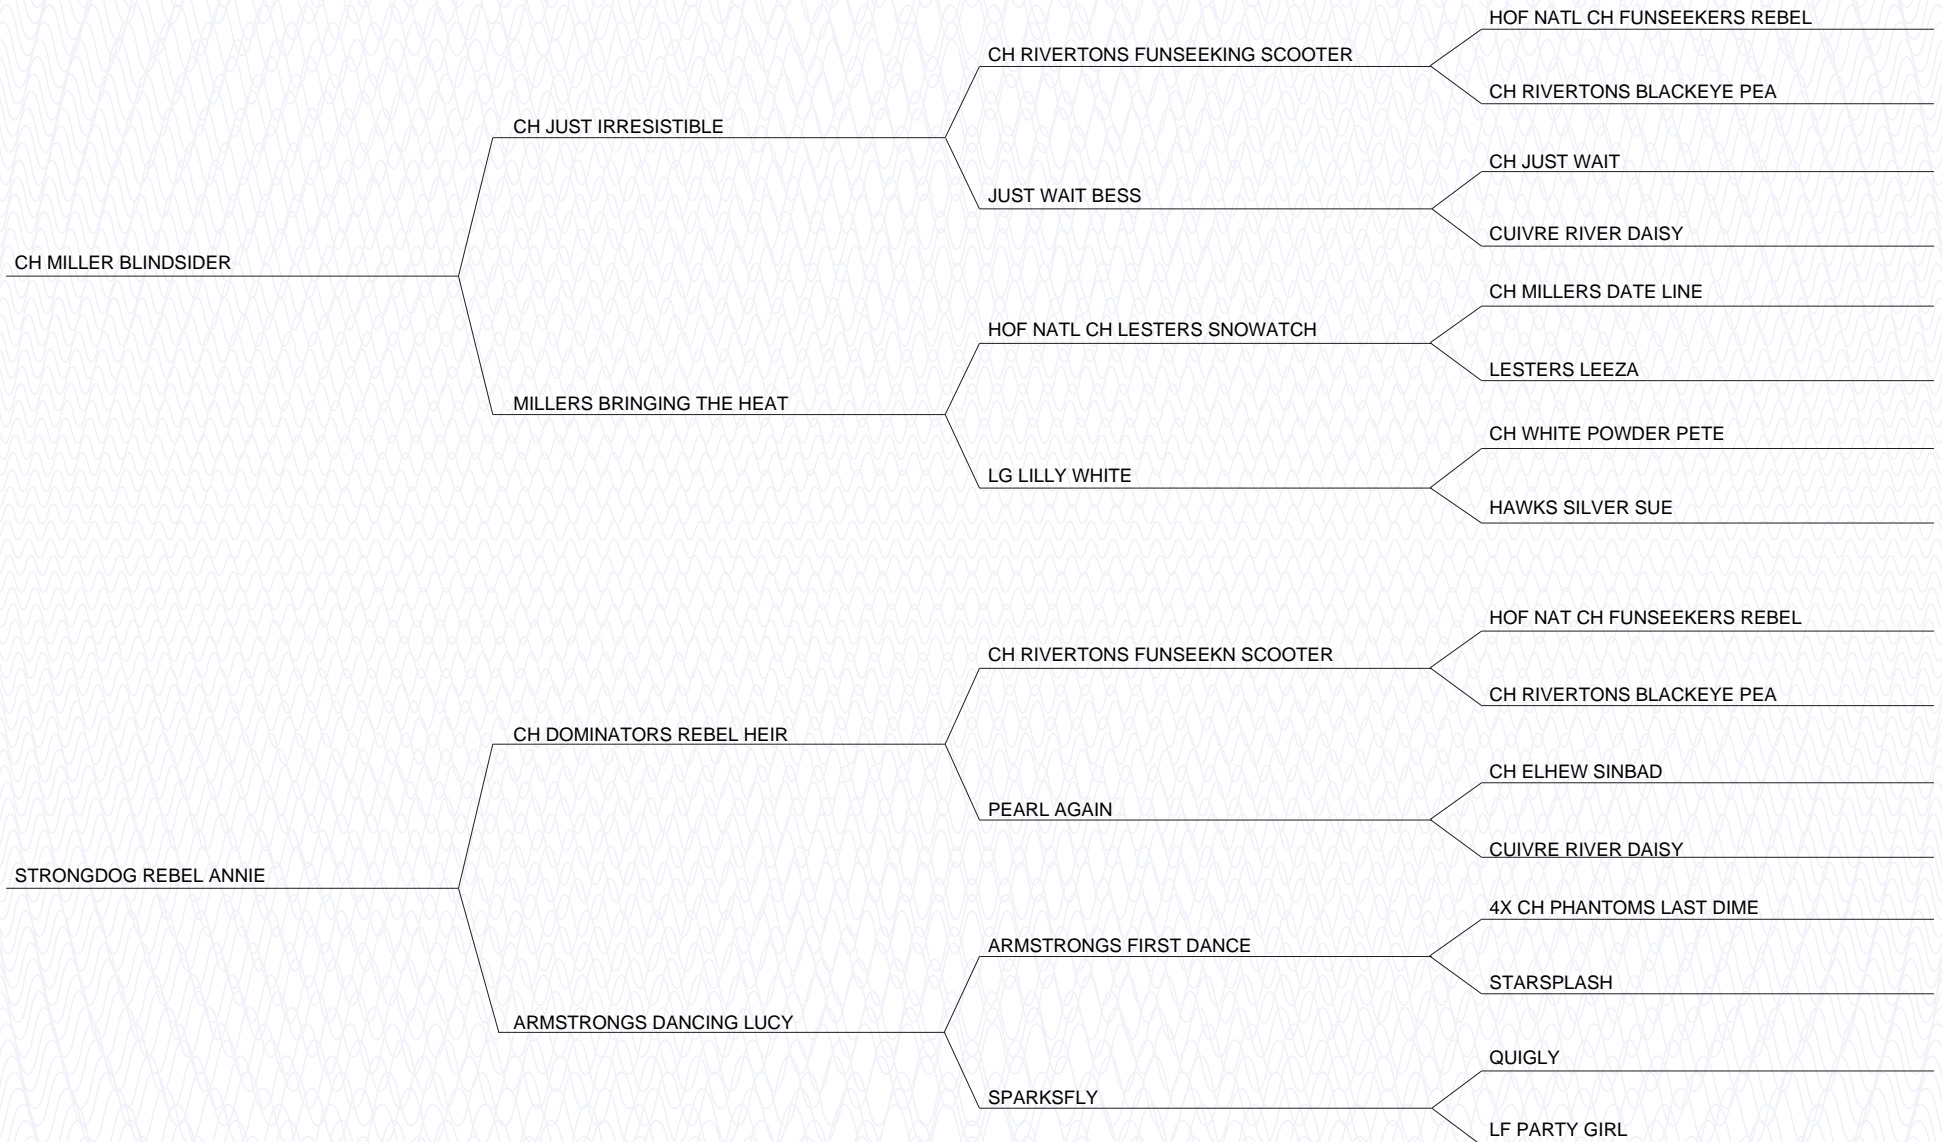 HOF NATL CH FUNSEEKERS REBEL
CH RIVERTONS FUNSEEKING SCOOTER
CH RIVERTONS BLACKEYE PEA
CH JUST IRRESISTIBLE
CH JUST WAIT
JUST WAIT BESS
CUIVRE RIVER DAISY
CH MILLER BLINDSIDER
CH MILLERS DATE LINE
HOF NATL CH LESTERS SNOWATCH
LESTERS LEEZA
MILLERS BRINGING THE HEAT
CH WHITE POWDER PETE
LG LILLY WHITE
HAWKS SILVER SUE
HOF NAT CH FUNSEEKERS REBEL
CH RIVERTONS FUNSEEKN SCOOTER
CH RIVERTONS BLACKEYE PEA
CH DOMINATORS REBEL HEIR
CH ELHEW SINBAD
PEARL AGAIN
CUIVRE RIVER DAISY
STRONGDOG REBEL ANNIE
4X CH PHANTOMS LAST DIME
ARMSTRONGS FIRST DANCE
STARSPLASH
ARMSTRONGS DANCING LUCY
QUIGLY
SPARKSFLY
LF PARTY GIRL